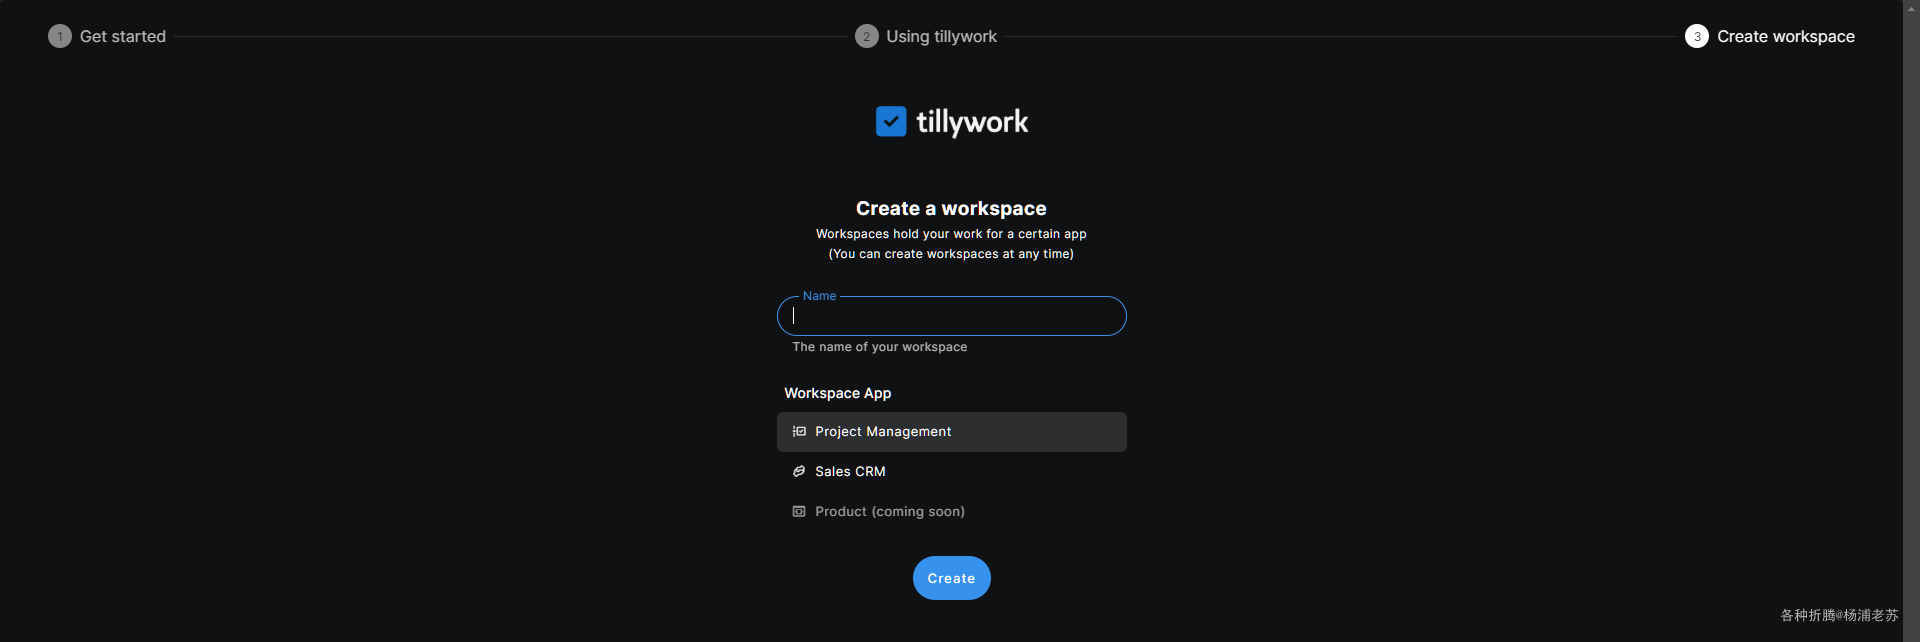 1 Get started
2 Using tillywork
3 Create workspace
tillywork
Create a workspace
Workspaces hold your work for a certain app
(You can create workspaces at any time)
Name
The name of your workspace
Workspace App
Project Management
Sales CRM
Product (coming soon)
Create
各种折腾@杨浦老苏